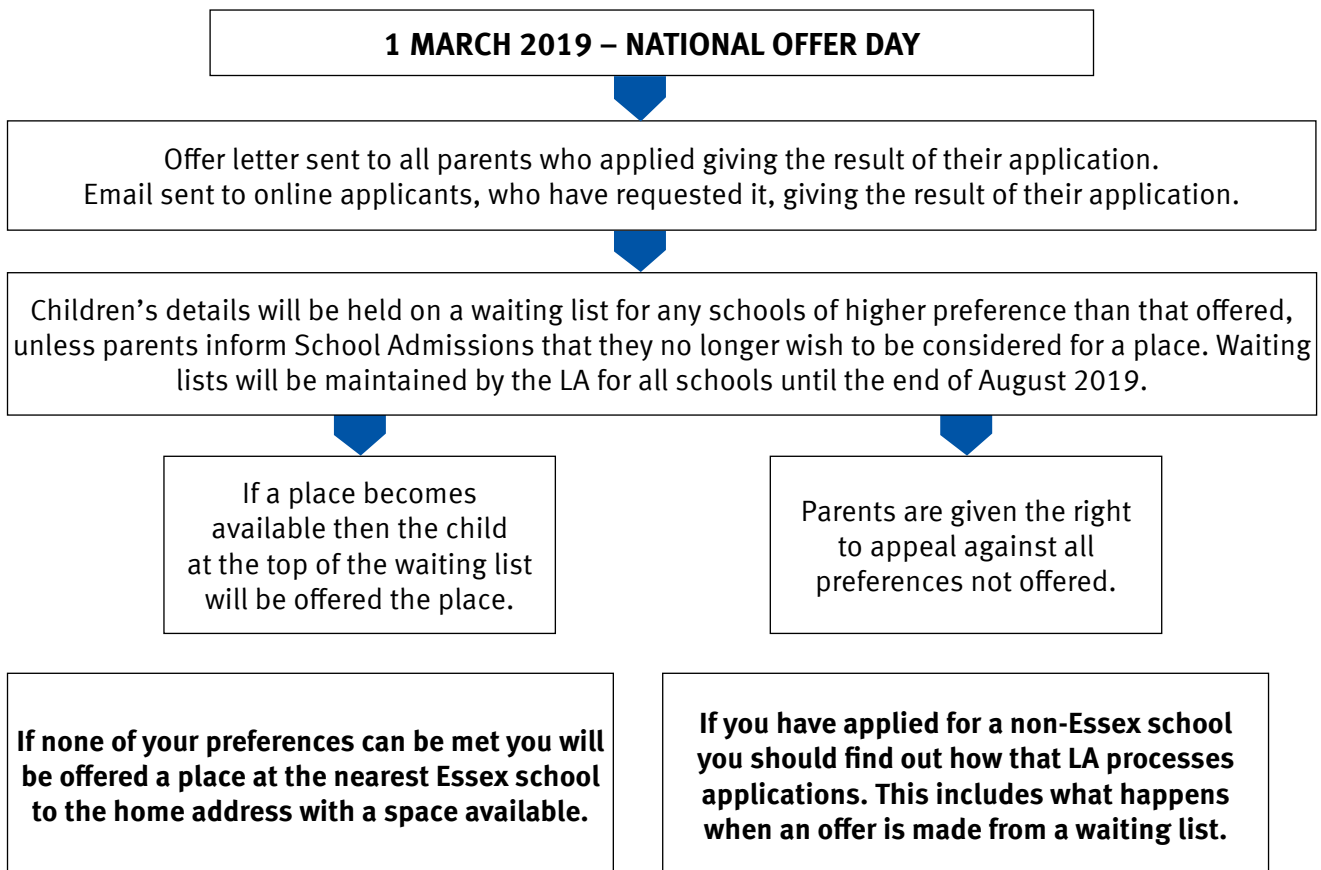 1 MARCH 2019 – NATIONAL OFFER DAY
Offer letter sent to all parents who applied giving the result of their application.
Email sent to online applicants, who have requested it, giving the result of their application.
Children’s details will be held on a waiting list for any schools of higher preference than that offered,
unless parents inform School Admissions that they no longer wish to be considered for a place. Waiting
lists will be maintained by the LA for all schools until the end of August 2019.
If a place becomes
available then the child
at the top of the waiting list
will be offered the place.
Parents are given the right
to appeal against all
preferences not offered.
If none of your preferences can be met you will
be offered a place at the nearest Essex school
to the home address with a space available.
If you have applied for a non-Essex school
you should find out how that LA processes
applications. This includes what happens
when an offer is made from a waiting list.